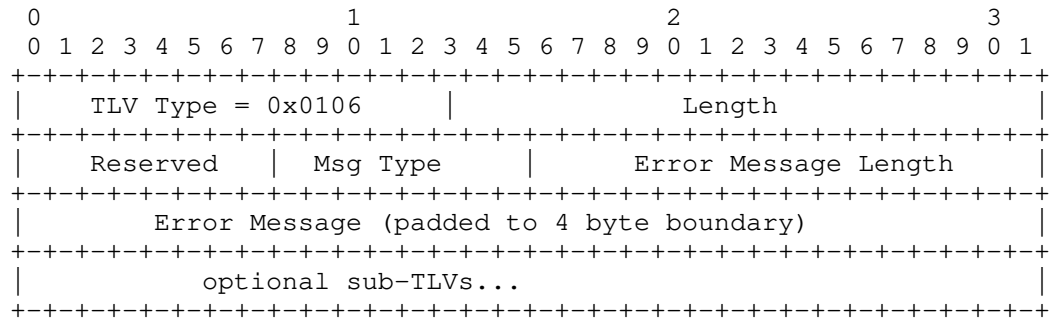 0                   1                   2                   3
 0 1 2 3 4 5 6 7 8 9 0 1 2 3 4 5 6 7 8 9 0 1 2 3 4 5 6 7 8 9 0 1
+-+-+-+-+-+-+-+-+-+-+-+-+-+-+-+-+-+-+-+-+-+-+-+-+-+-+-+-+-+-+-+-+
|    TLV Type = 0x0106     |              Length                |
+-+-+-+-+-+-+-+-+-+-+-+-+-+-+-+-+-+-+-+-+-+-+-+-+-+-+-+-+-+-+-+-+
|    Reserved   |  Msg Type     |      Error Message Length     |
+-+-+-+-+-+-+-+-+-+-+-+-+-+-+-+-+-+-+-+-+-+-+-+-+-+-+-+-+-+-+-+-+
|        Error Message (padded to 4 byte boundary)              |
+-+-+-+-+-+-+-+-+-+-+-+-+-+-+-+-+-+-+-+-+-+-+-+-+-+-+-+-+-+-+-+-+
|           optional sub-TLVs...                                |
+-+-+-+-+-+-+-+-+-+-+-+-+-+-+-+-+-+-+-+-+-+-+-+-+-+-+-+-+-+-+-+-+